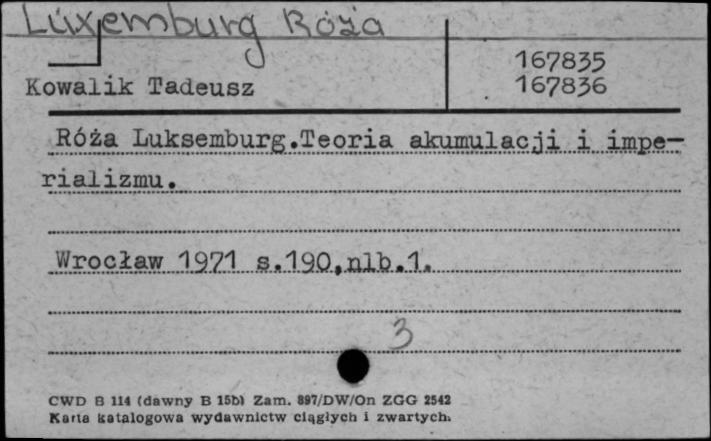 Luxemburg Róża
167835
Kowalik Tadeusz 167836
Róża Luksemburg.Teoria akumulacji i impe-
rializmu.
Wrocław 1971 s.190,nlb.1.
3
CWD B 114 (dawny B 15b) Zam. 897/DW/On ZGG 2542
Karta katalogowa wydawnictw ciągłych i zwartych.